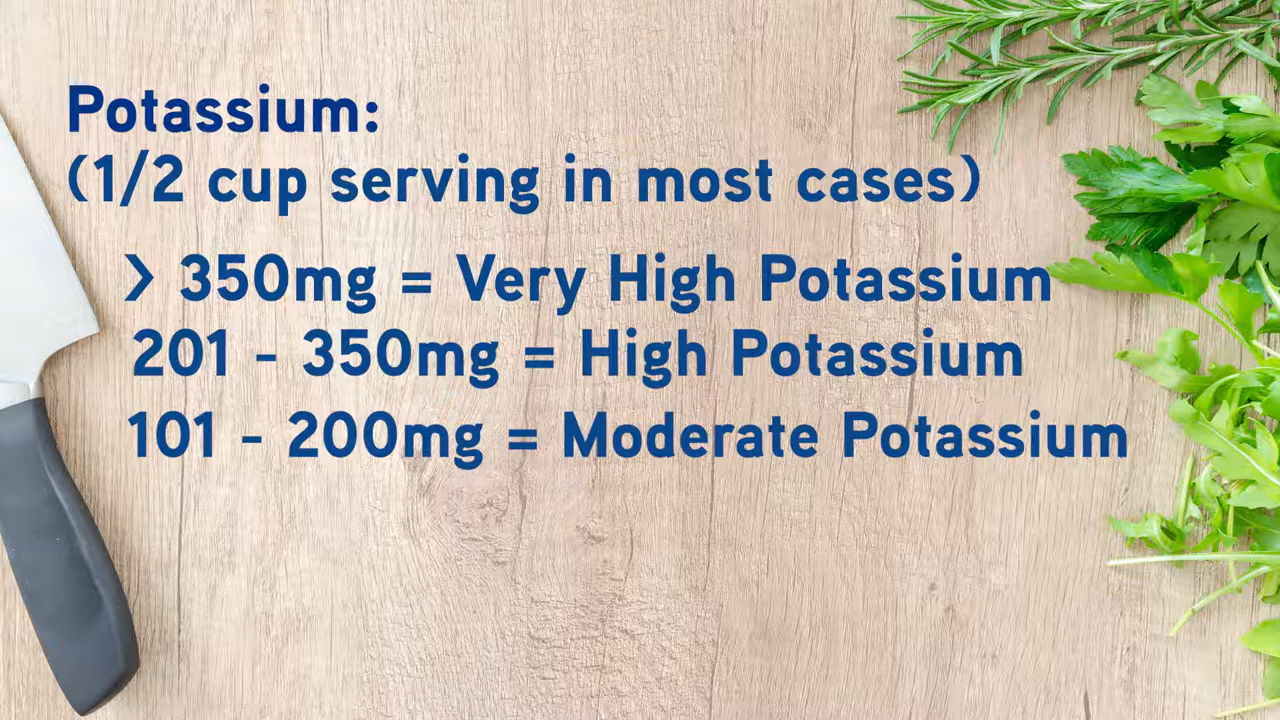 Potassium:
(1/2 cup serving in most cases)
> 350mg = Very High Potassium
201 - 350mg = High Potassium
101 - 200mg = Moderate Potassium